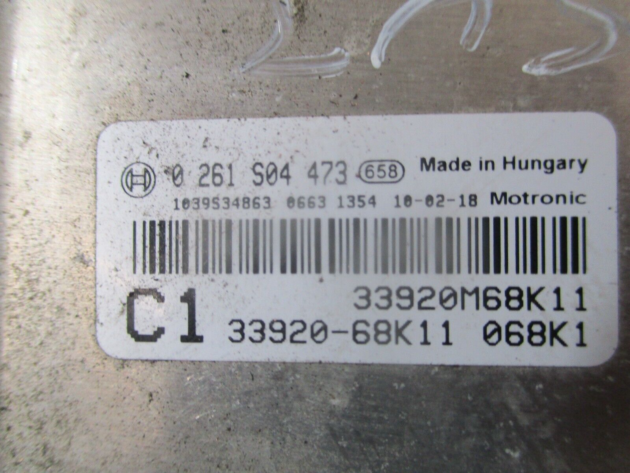 0 261 S04 473 658 Made in Hungary
1039S34863 0663 1354 10-02-18 Motronic
33920M68K11
C1 33920-68K11 068K1